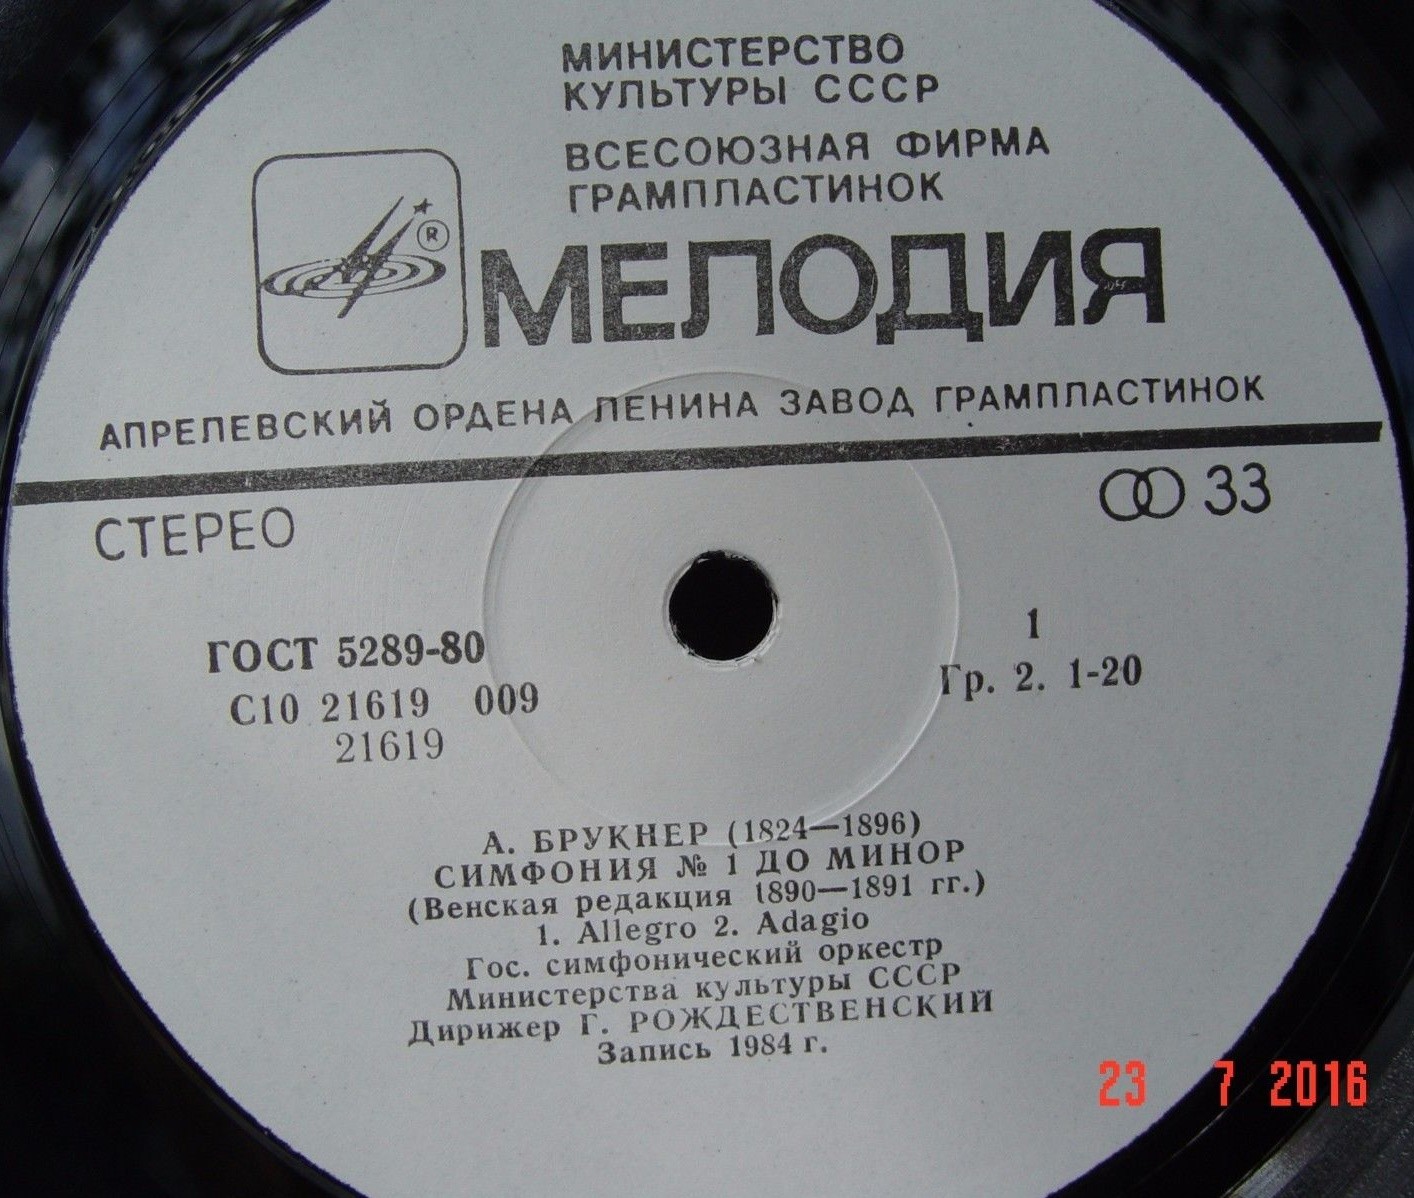 МИНИСТЕРСТВО
КУЛЬТУРЫ СССР
ВСЕСОЮЗНАЯ ФИРМА
ГРАМПЛАСТИНОК
®
МЕЛОДИЯ
АПРЕЛЕВСКИЙ ОРДЕНА ЛЕНИНА ЗАВОД ГРАМПЛАСТИНОК
СТЕРЕО
33
ГОСТ 5289-80
1
С10 21619 009
Гр. 2. 1-20
21619
А. БРУКНЕР (1824—1896)
СИМФОНИЯ № 1 ДО МИНОР
(Венская редакция 1890—1891 гг.)
1. Allegro 2. Adagio
Гос. симфонический оркестр
Министерства культуры СССР
Дирижер Г. РОЖДЕСТВЕНСКИЙ
Запись 1984 г.
23 7 2016